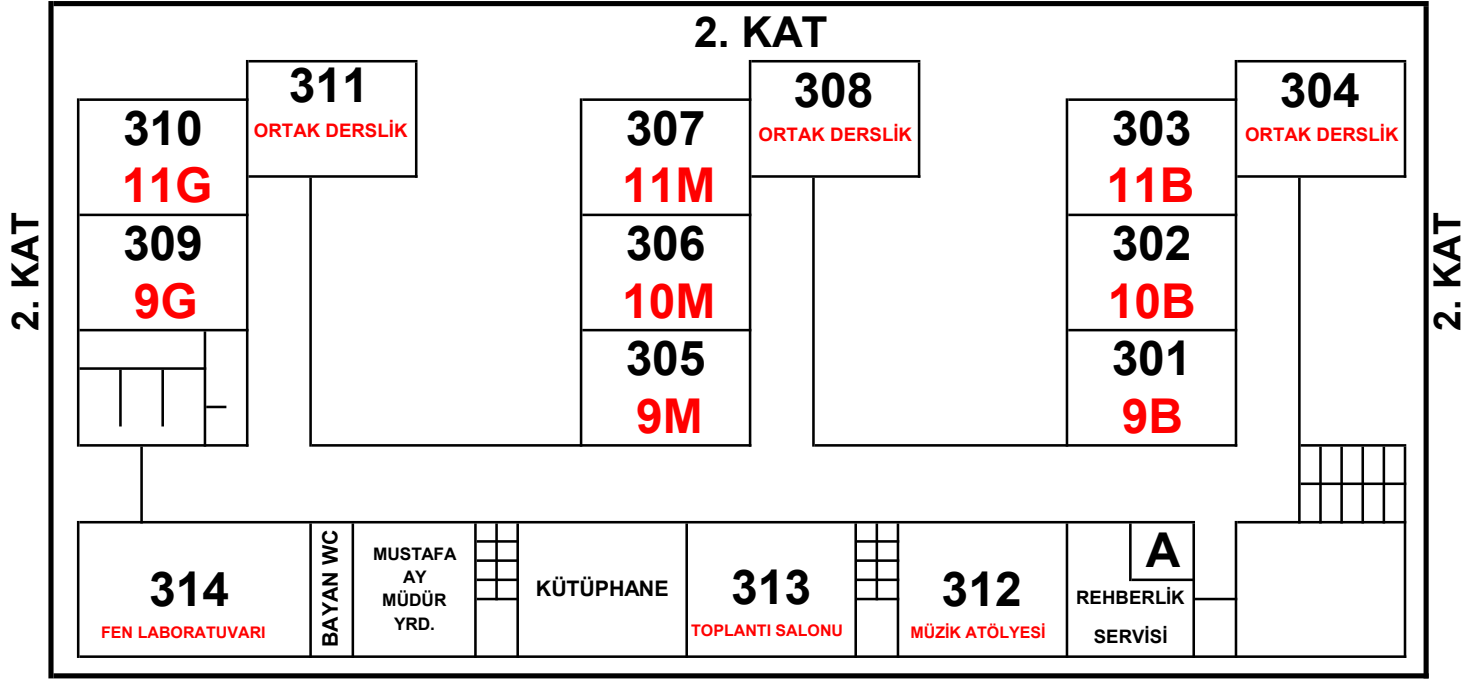 2. KAT
2. KAT
2. KAT
311
ORTAK DERSLİK
310
11G
309
9G
308
ORTAK DERSLİK
307
11M
306
10M
305
9M
304
ORTAK DERSLİK
303
11B
302
10B
301
9B
314
FEN LABORATUVARI
BAYAN WC
MUSTAFA
AY
MÜDÜR
YRD.
KÜTÜPHANE
313
TOPLANTI SALONU
312
MÜZİK ATÖLYESİ
A
REHBERLİK
SERVİSİ